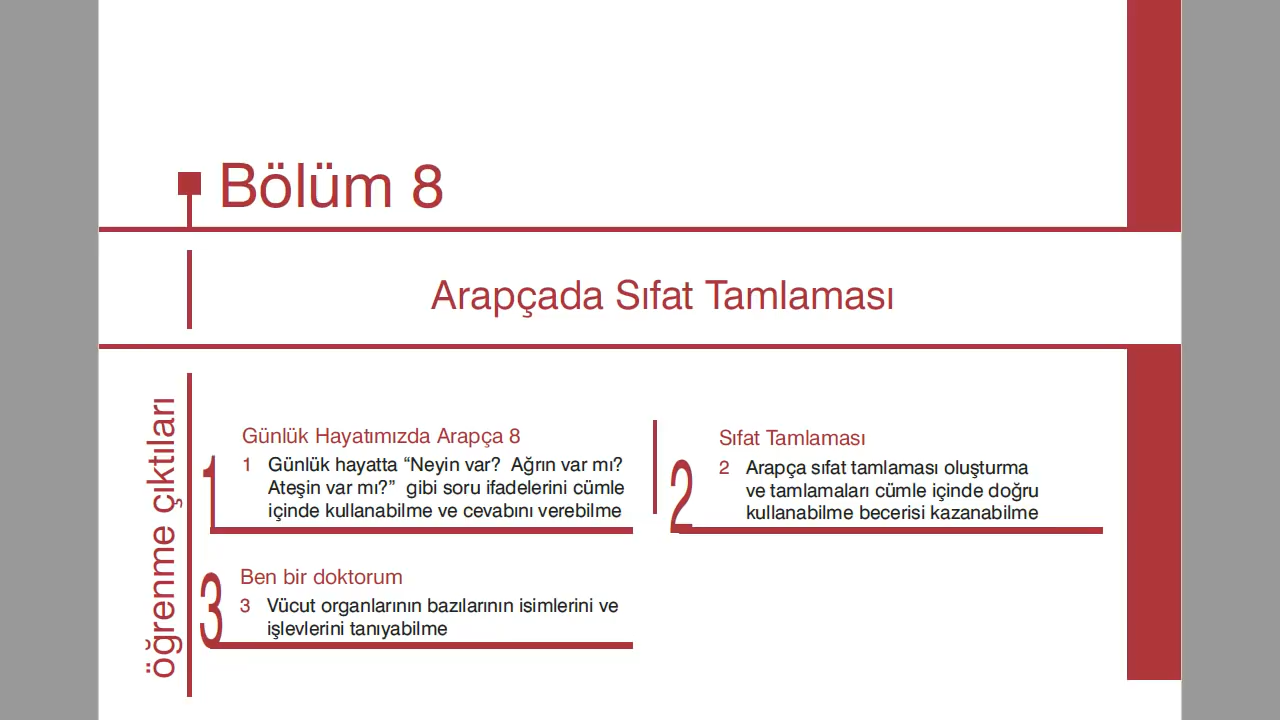 Bölüm 8
Arapçada Sıfat Tamlaması
öğrenme çıktıları
1
Günlük Hayatımızda Arapça 8
1 Günlük hayatta “Neyin var? Ağrın var mı?
Ateşin var mı?” gibi soru ifadelerini cümle
içinde kullanabilme ve cevabını verebilme
2
Sıfat Tamlaması
2 Arapça sıfat tamlaması oluşturma
ve tamlamaları cümle içinde doğru
kullanabilme becerisi kazanabilme
3
Ben bir doktorum
3 Vücut organlarının bazılarının isimlerini ve
işlevlerini tanıyabilme